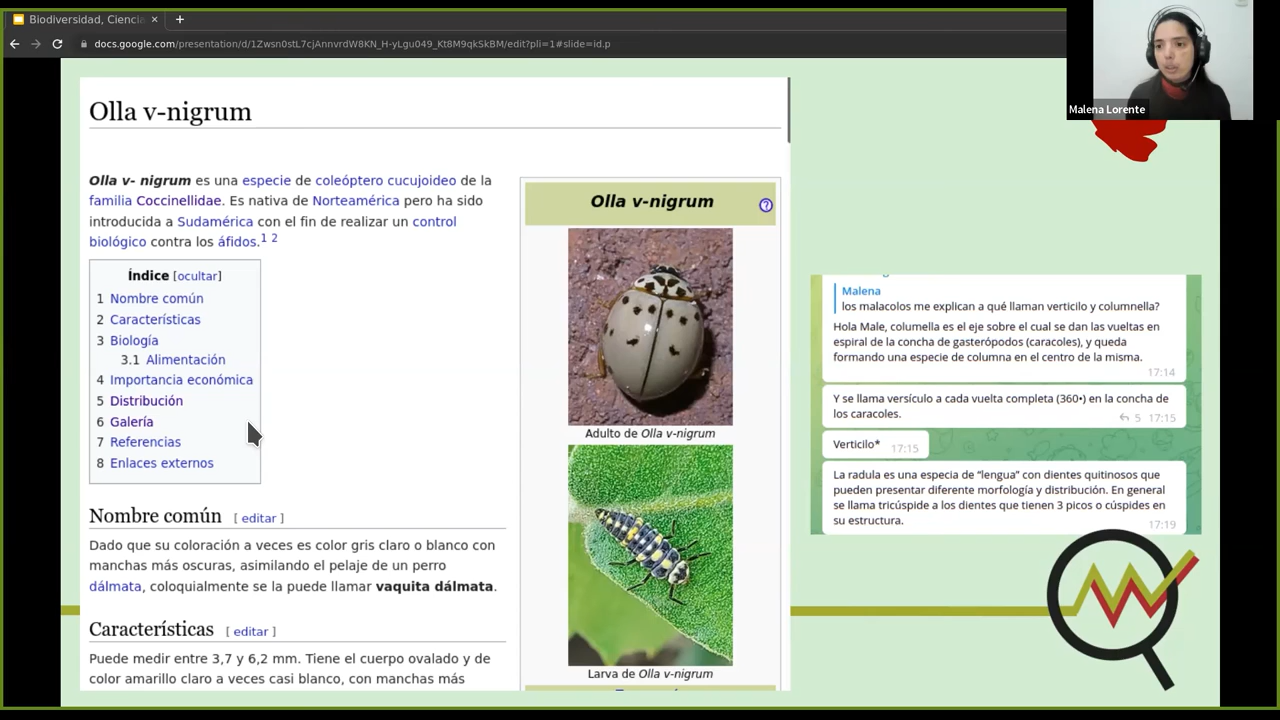 Biodiversidad, Ciencia
docs.google.com/presentation/d/1Zwsn0stL7cjAnnvrdW8KN_H-yLgu049_Kt8M9qkSkBM/edit?pli=1#slide=id.p
Malena Lorente
Olla v-nigrum
Olla v- nigrum es una especie de coleóptero cucujoideo de la
familia Coccinellidae. Es nativa de Norteamérica pero ha sido
introducida a Sudamérica con el fin de realizar un control
biológico contra los áfidos.1 2
Índice [ocultar]
1 Nombre común
2 Características
3 Biología
3.1 Alimentación
4 Importancia económica
5 Distribución
6 Galería
7 Referencias
8 Enlaces externos
Nombre común [ editar ]
Dado que su coloración a veces es color gris claro o blanco con
manchas más oscuras, asimilando el pelaje de un perro
dálmata, coloquialmente se la puede llamar vaquita dálmata.
Características [ editar ]
Puede medir entre 3,7 y 6,2 mm. Tiene el cuerpo ovalado y de
color amarillo claro a veces casi blanco, con manchas más
Olla v-nigrum
Adulto de Olla v-nigrum
Larva de Olla v-nigrum
Malena
los malacolos me explican a qué llaman verticilo y columnella?
Hola Male, columella es el eje sobre el cual se dan las vueltas en
espiral de la concha de gasterópodos (caracoles), y queda
formando una especie de columna en el centro de la misma.
17:14
Y se llama versículo a cada vuelta completa (360•) en la concha de
los caracoles.
5 17:15
Verticilo* 17:15
La radula es una especia de “lengua” con dientes quitinosos que
pueden presentar diferente morfología y distribución. En general
se llama tricúspide a los dientes que tienen 3 picos o cúspides en
su estructura.
17:19